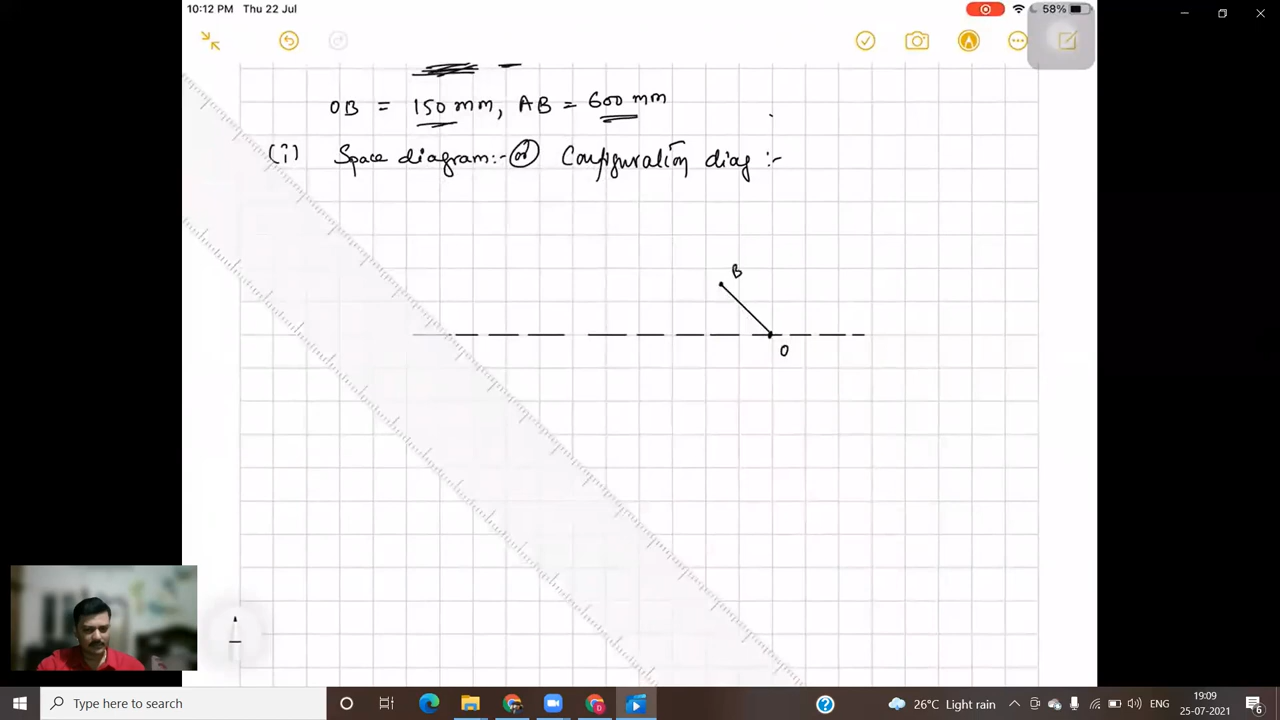 10:12 PM Thu 22 Jul
58%
OB = 150 mm, AB = 600 mm
(i) Space diagram:- or Configuration diag :-
B
O
Type here to search
26°C Light rain
ENG
19:09
25-07-2021
6